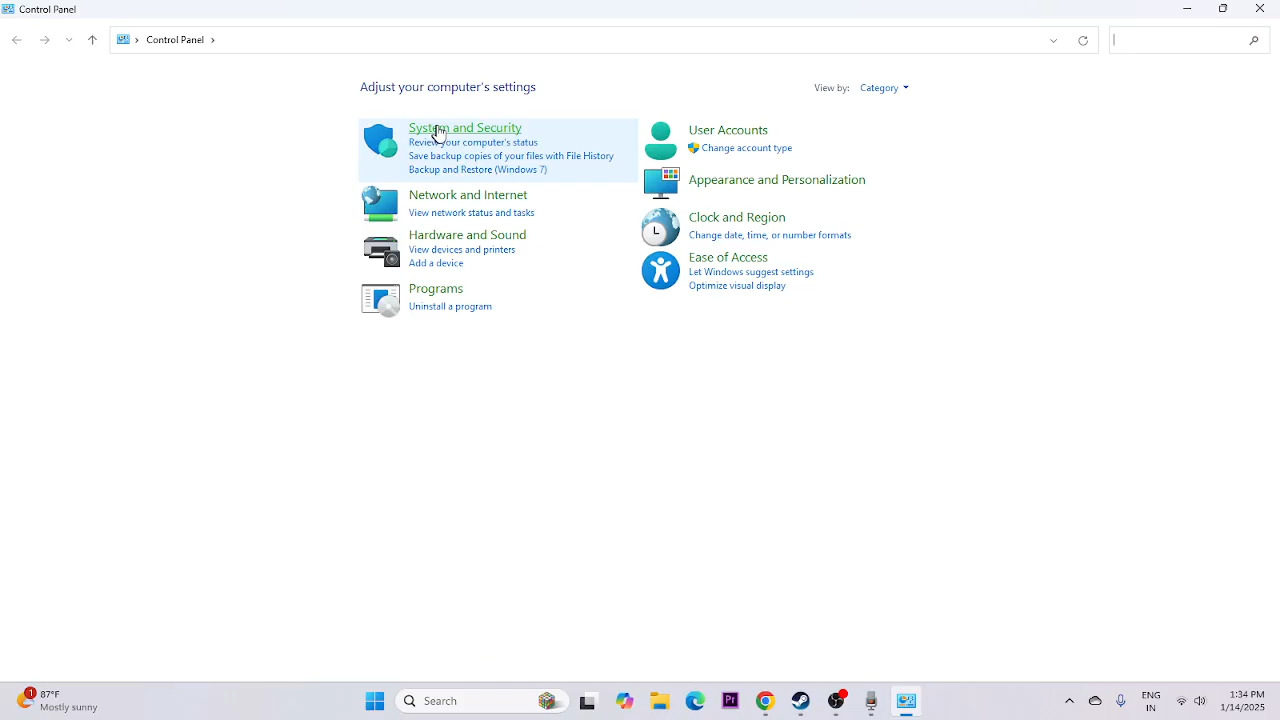 Control Panel
Control Panel
Adjust your computer's settings
View by: Category
System and Security
Review your computer's status
Save backup copies of your files with File History
Backup and Restore (Windows 7)
Network and Internet
View network status and tasks
Hardware and Sound
View devices and printers
Add a device
Programs
Uninstall a program
User Accounts
Change account type
Appearance and Personalization
Clock and Region
Change date, time, or number formats
Ease of Access
Let Windows suggest settings
Optimize visual display
1
87°F
Mostly sunny
Search
Pr
ENG
IN
1:34 PM
1/14/2025